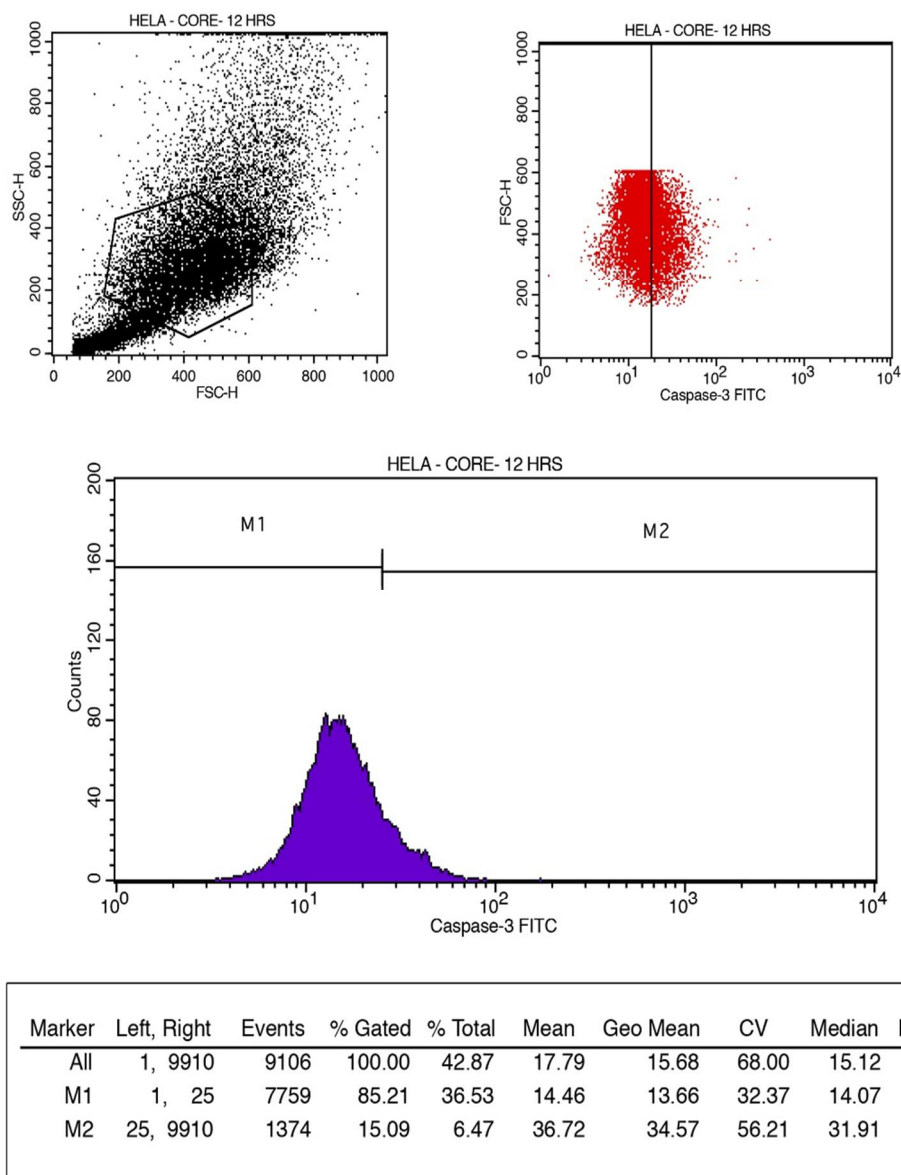 HELA - CORE- 12 HRS
1000
800
600
400
200
0
SSC-H
0 200 400 600 800 1000
FSC-H
HELA - CORE- 12 HRS
1000
800
600
400
200
0
FSC-H
10^0 10^1 10^2 10^3 10^4
Caspase-3 FITC
HELA - CORE- 12 HRS
200
160
120
80
40
0
Counts
M1 M2
10^0 10^1 10^2 10^3 10^4
Caspase-3 FITC
Marker Left, Right Events % Gated % Total Mean Geo Mean CV Median
All 1, 9910 9106 100.00 42.87 17.79 15.68 68.00 15.12
M1 1, 25 7759 85.21 36.53 14.46 13.66 32.37 14.07
M2 25, 9910 1374 15.09 6.47 36.72 34.57 56.21 31.91